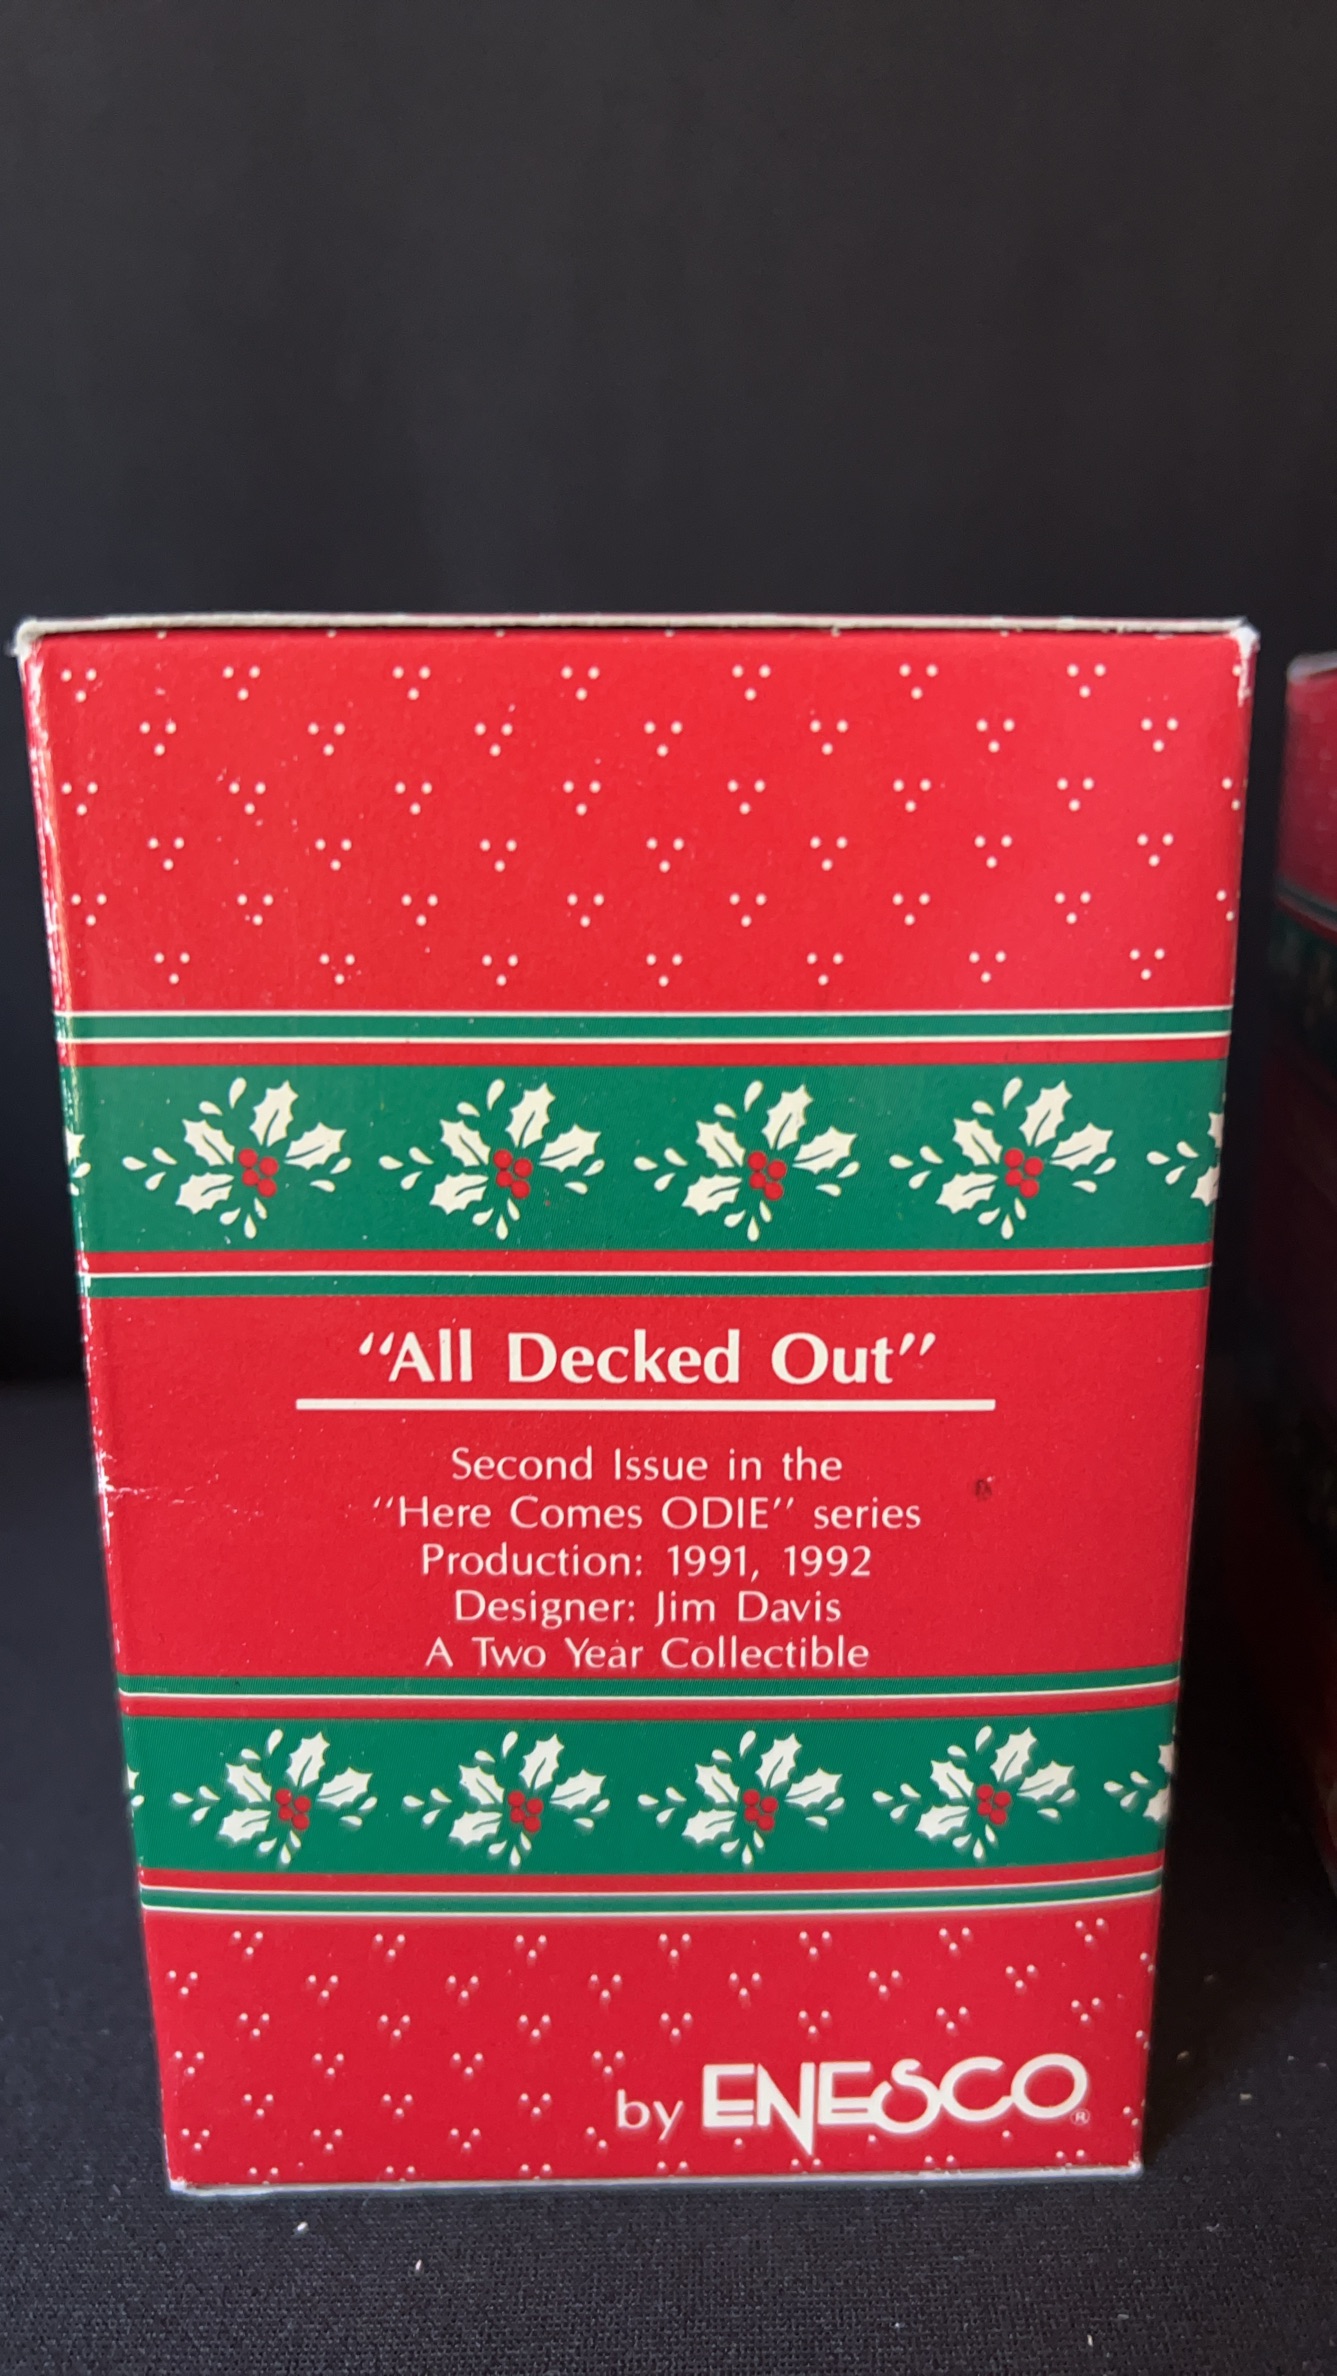 “All Decked Out”
Second Issue in the
“Here Comes ODIE” series
Production: 1991, 1992
Designer: Jim Davis
A Two Year Collectible
by ENESCO®